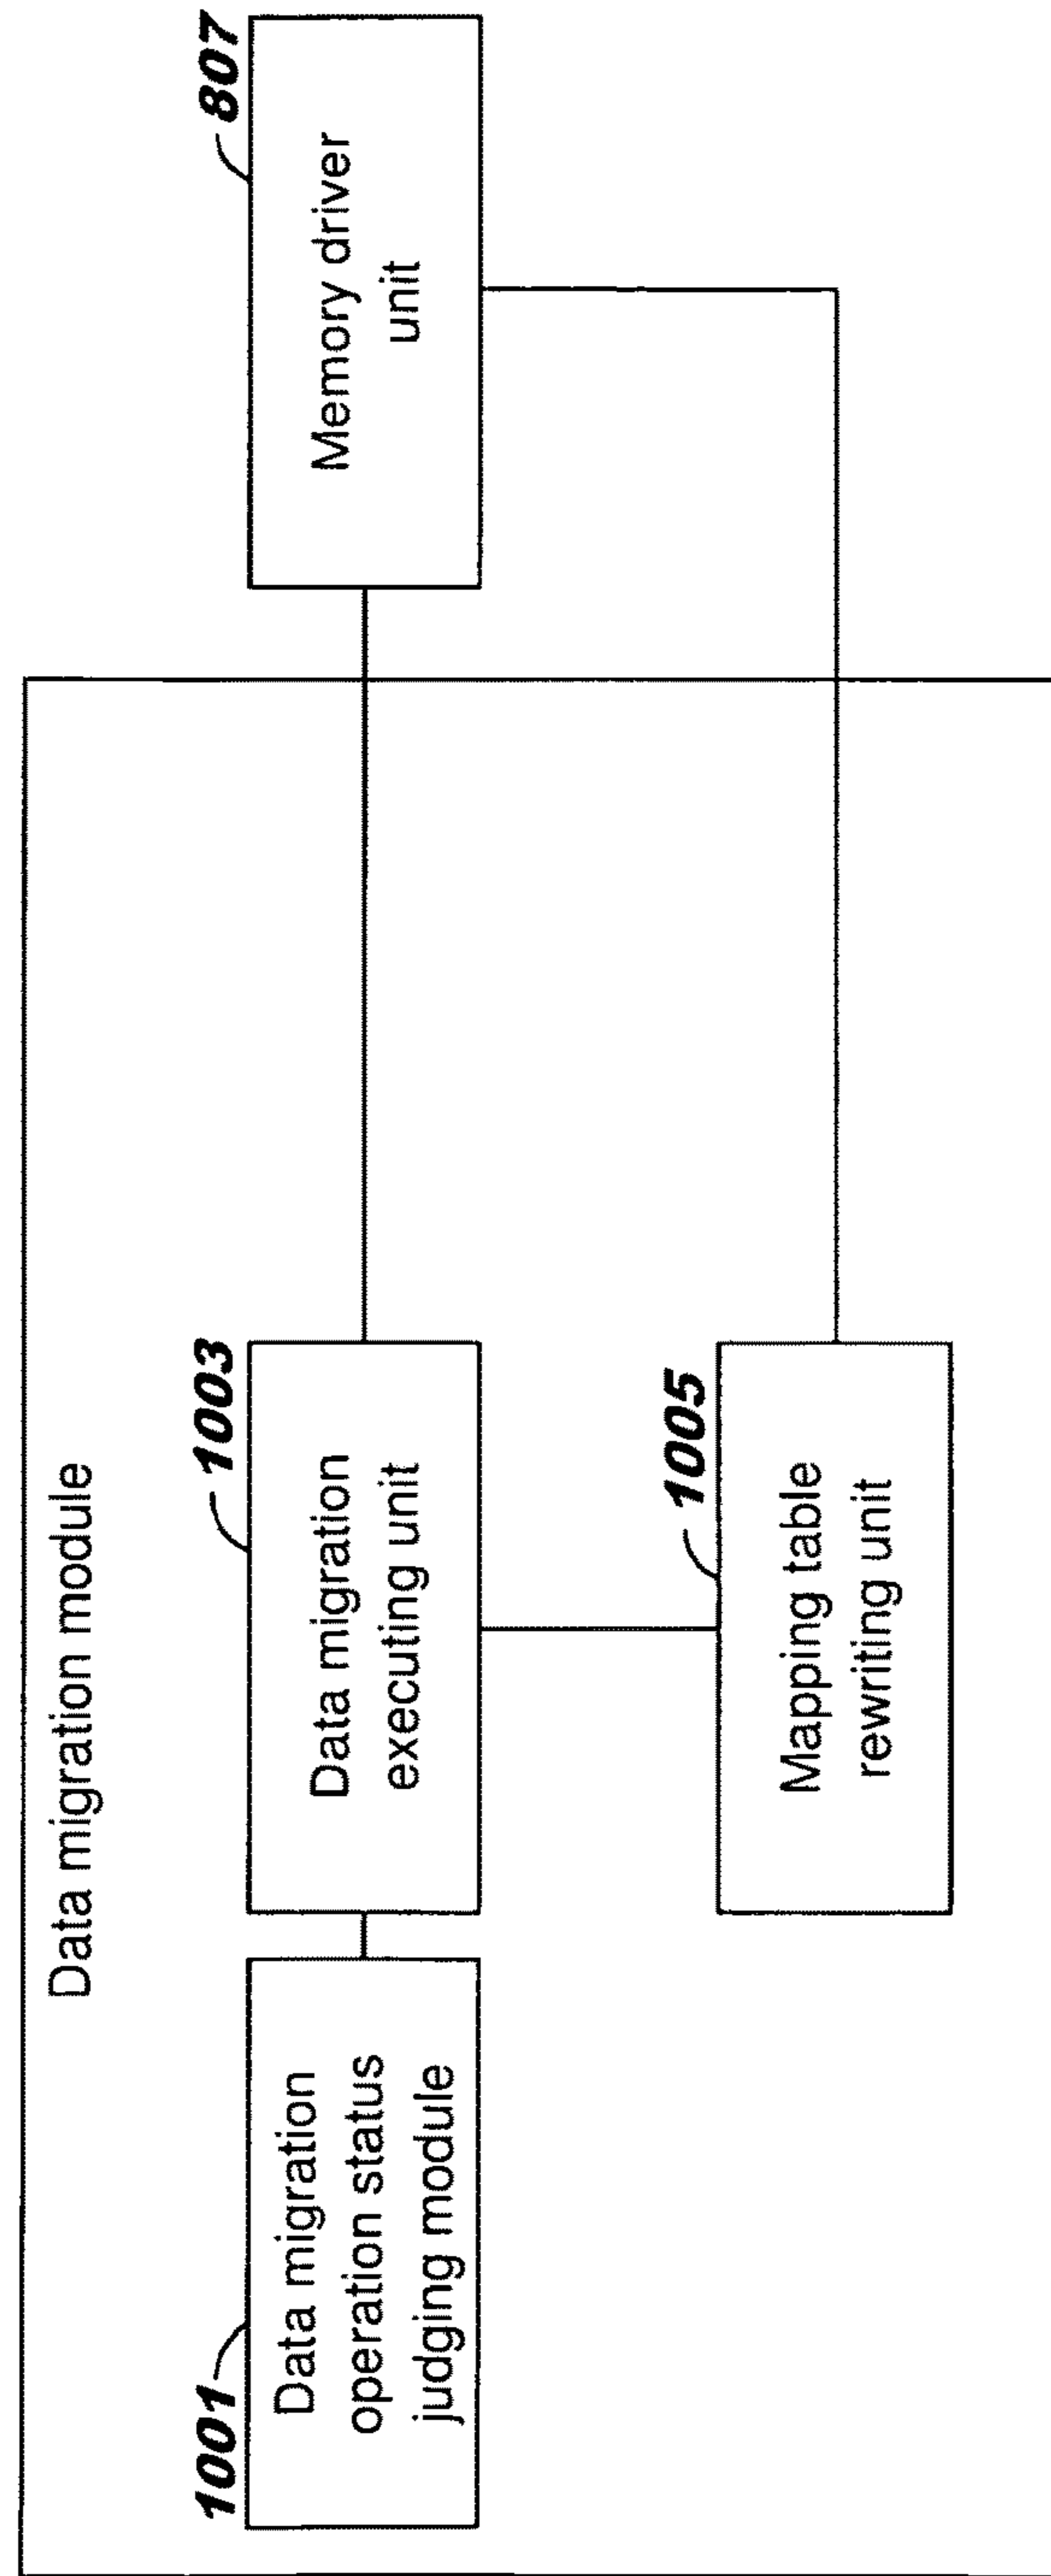 Data migration module
1001
Data migration
operation status
judging module
1003
Data migration
executing unit
807
Memory driver
unit
1005
Mapping table
rewriting unit